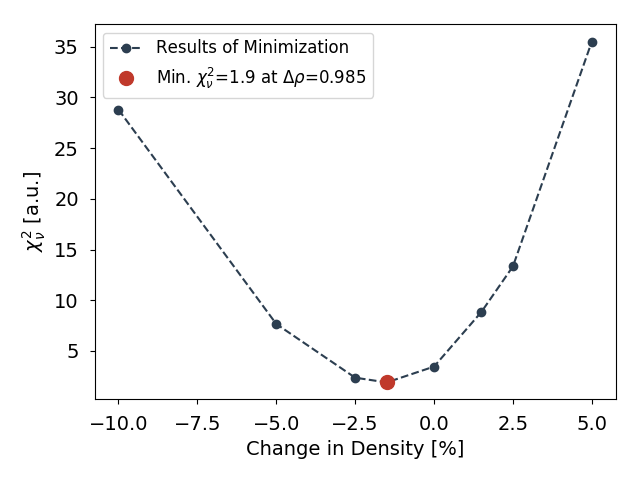 Results of Minimization
Min. χ²ᵥ=1.9 at Δρ=0.985
χ²ᵥ [a.u.]
35
30
25
20
15
10
5
−10.0 −7.5 −5.0 −2.5 0.0 2.5 5.0
Change in Density [%]